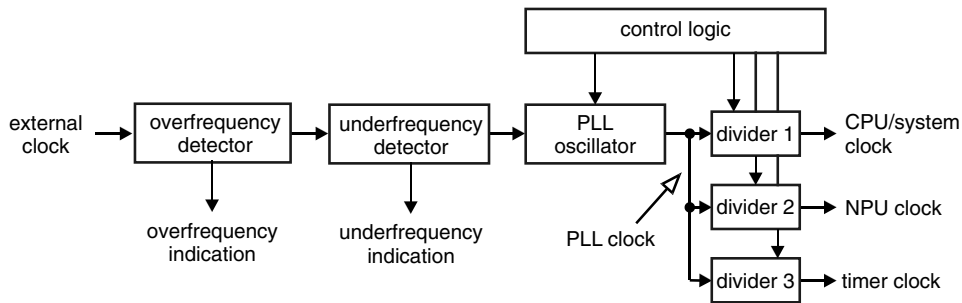 control logic
external
clock
overfrequency
detector
underfrequency
detector
PLL
oscillator
divider 1
CPU/system
clock
divider 2
NPU clock
PLL clock
overfrequency
indication
underfrequency
indication
divider 3
timer clock